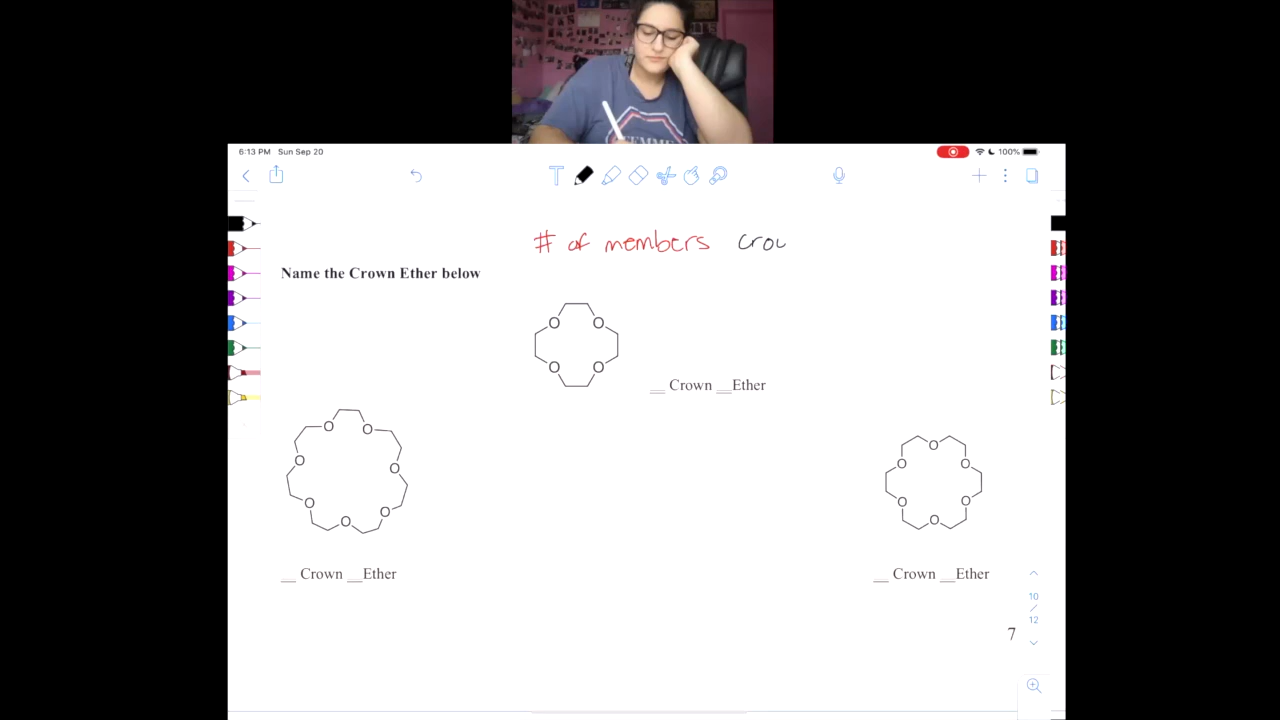 6:13 PM Sun Sep 20
100%
# of members crow
Name the Crown Ether below
O O
O O
__ Crown __Ether
O O
O O
O O
O
O
O O
O O
O
__ Crown __Ether
__ Crown __Ether
10
/
12
7